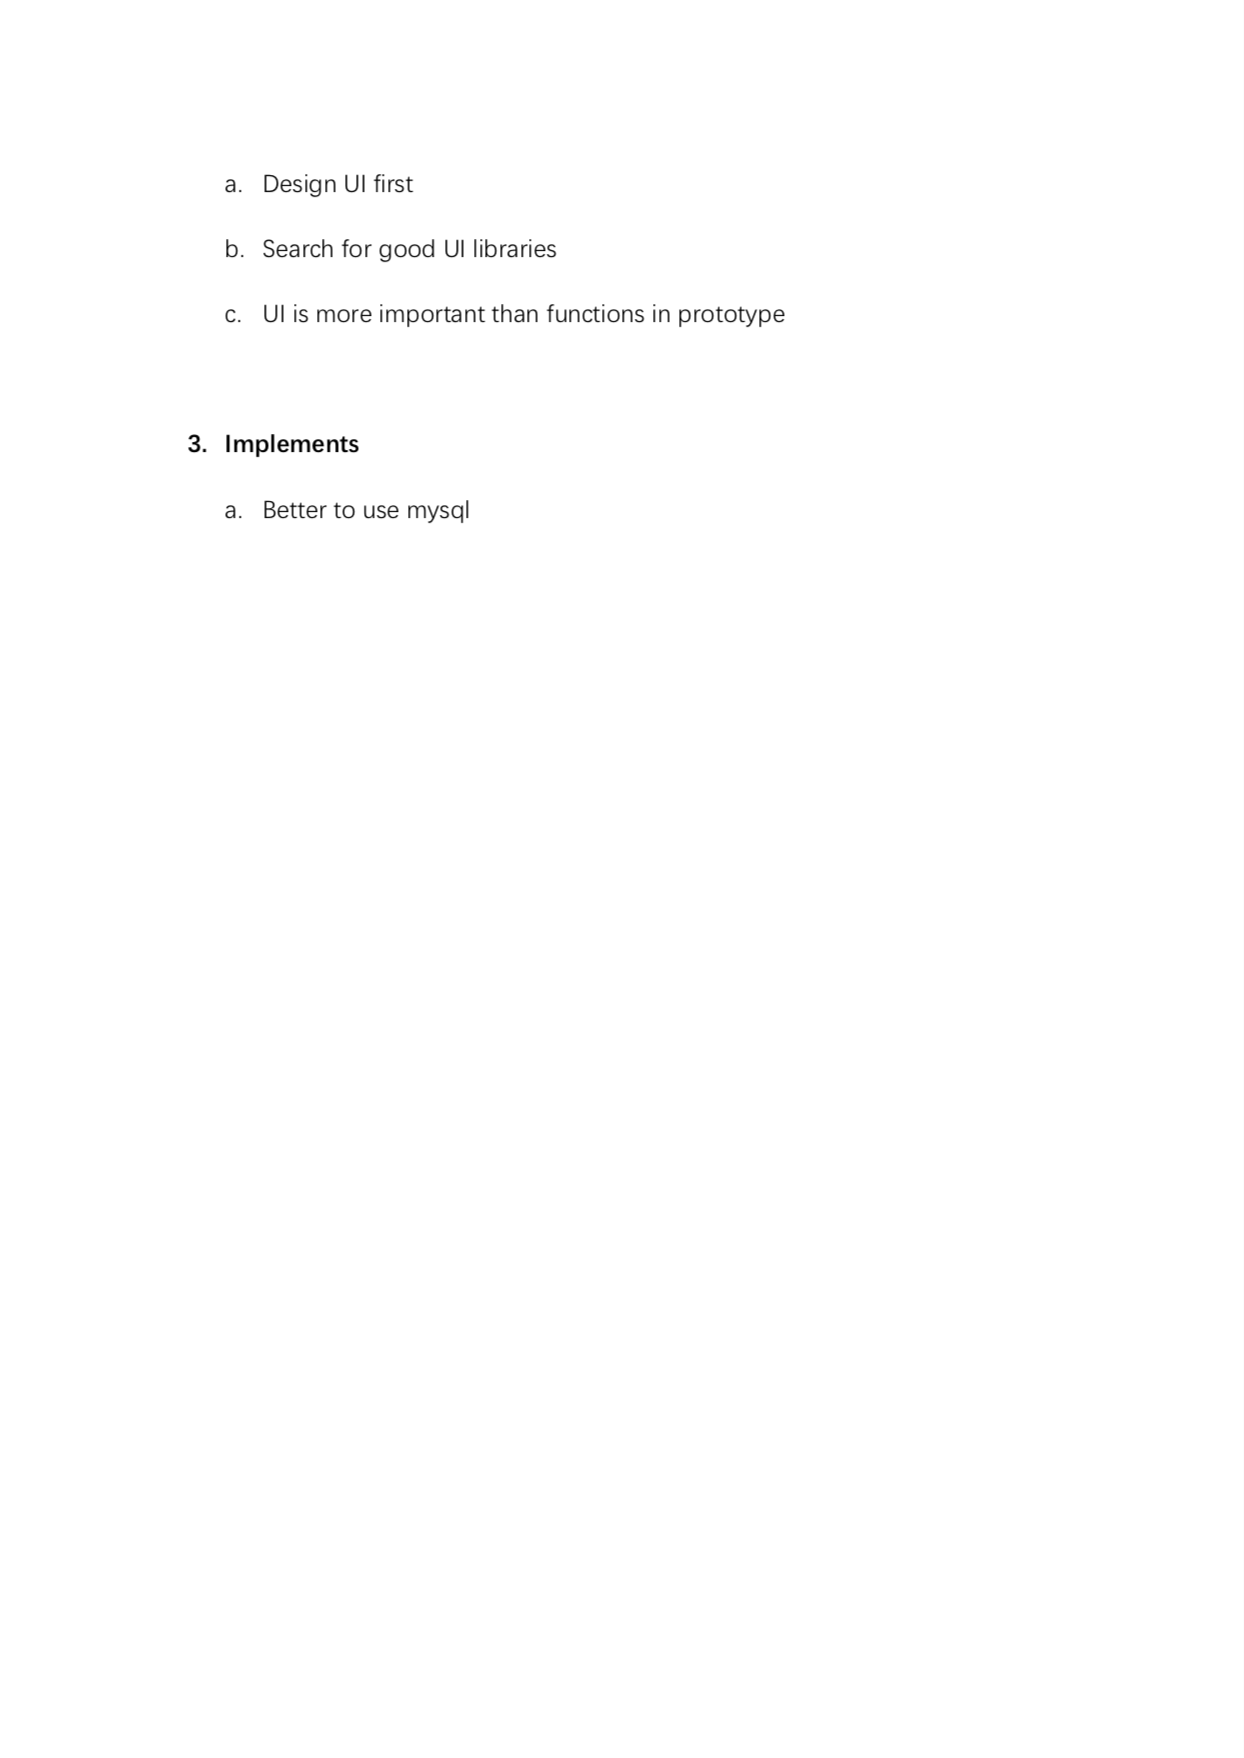 a. Design UI first
b. Search for good UI libraries
c. UI is more important than functions in prototype
3. Implements
a. Better to use mysql